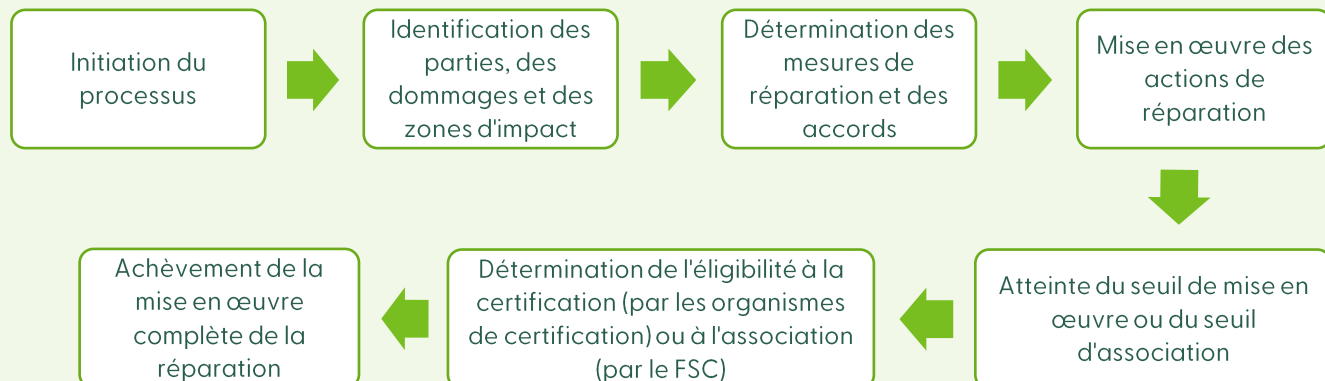 Initiation du
processus
Identification des
parties, des
dommages et des
zones d'impact
Détermination des
mesures de
réparation et des
accords
Mise en œuvre des
actions de
réparation
Atteinte du seuil de mise en
œuvre ou du seuil
d'association
Détermination de l'éligibilité à la
certification (par les organismes
de certification) ou à l'association
(par le FSC)
Achèvement de la
mise en œuvre
complète de la
réparation